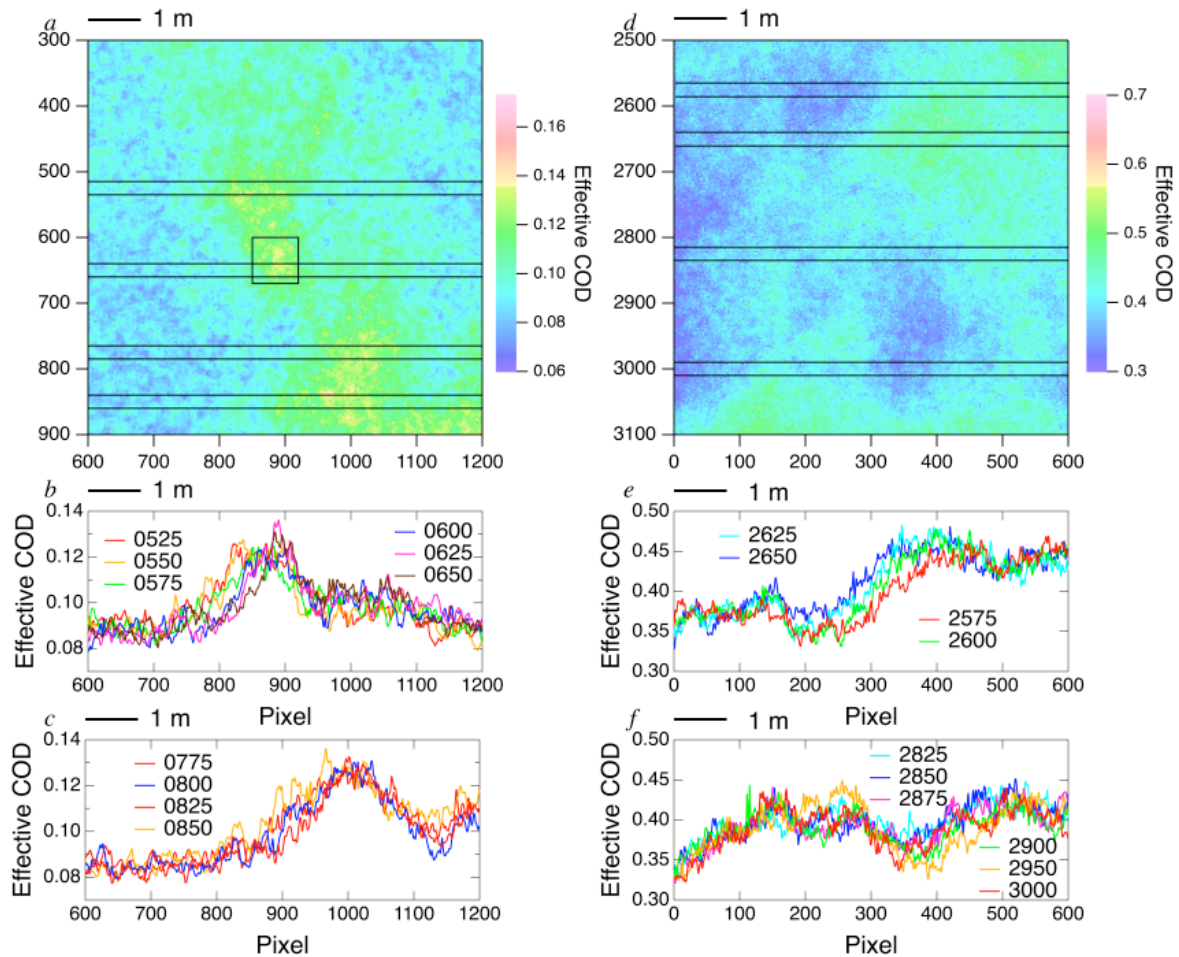 a 1 m
300
400
500
600
700
800
900
600 700 800 900 1000 1100 1200
0.16
0.14
0.12
0.10
0.08
0.06
Effective COD
d 1 m
2500
2600
2700
2800
2900
3000
3100
0 100 200 300 400 500 600
0.7
0.6
0.5
0.4
0.3
Effective COD
b 1 m
Effective COD
0.14
0.12
0.10
0.08
0525
0550
0575
0600
0625
0650
600 700 800 900 1000 1100 1200
Pixel
e 1 m
Effective COD
0.50
0.45
0.40
0.35
0.30
2625
2650
2575
2600
0 100 200 300 400 500 600
Pixel
c 1 m
Effective COD
0.14
0.12
0.10
0.08
0775
0800
0825
0850
600 700 800 900 1000 1100 1200
Pixel
f 1 m
Effective COD
0.50
0.45
0.40
0.35
0.30
2825
2850
2875
2900
2950
3000
0 100 200 300 400 500 600
Pixel